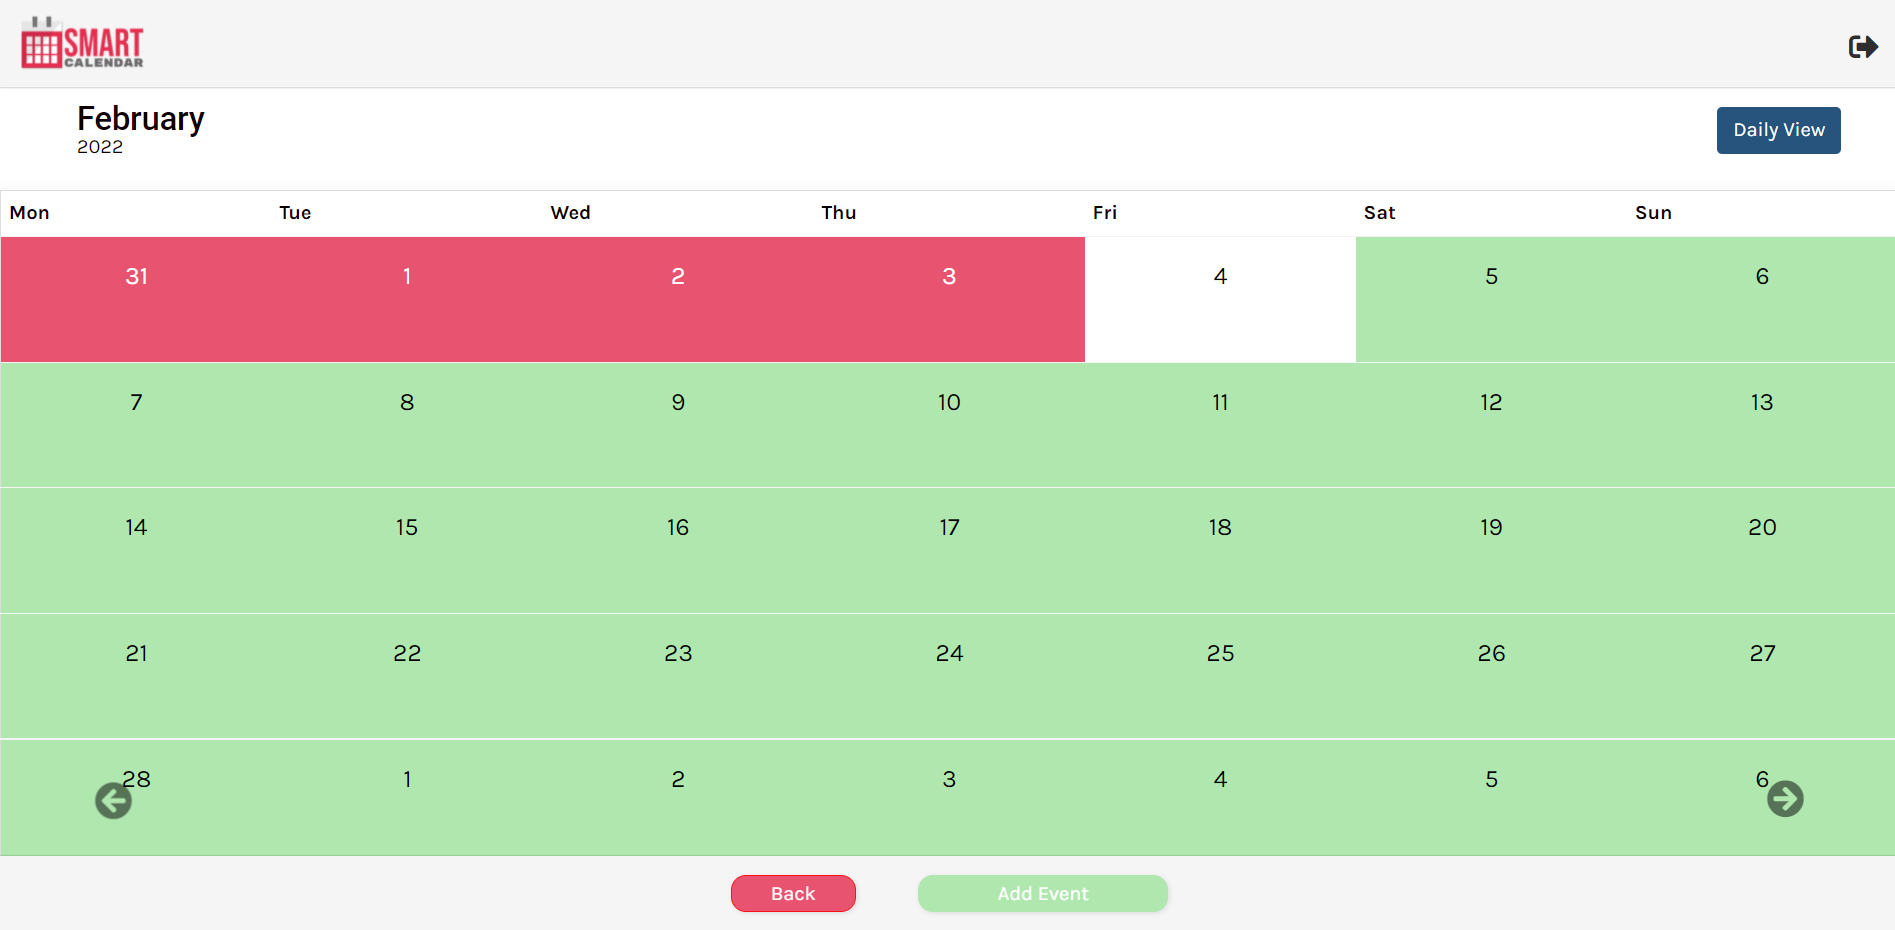 SMART
CALENDAR
February
2022
Daily View
Mon Tue Wed Thu Fri Sat Sun
31 1 2 3 4 5 6
7 8 9 10 11 12 13
14 15 16 17 18 19 20
21 22 23 24 25 26 27
28 1 2 3 4 5 6
Back Add Event